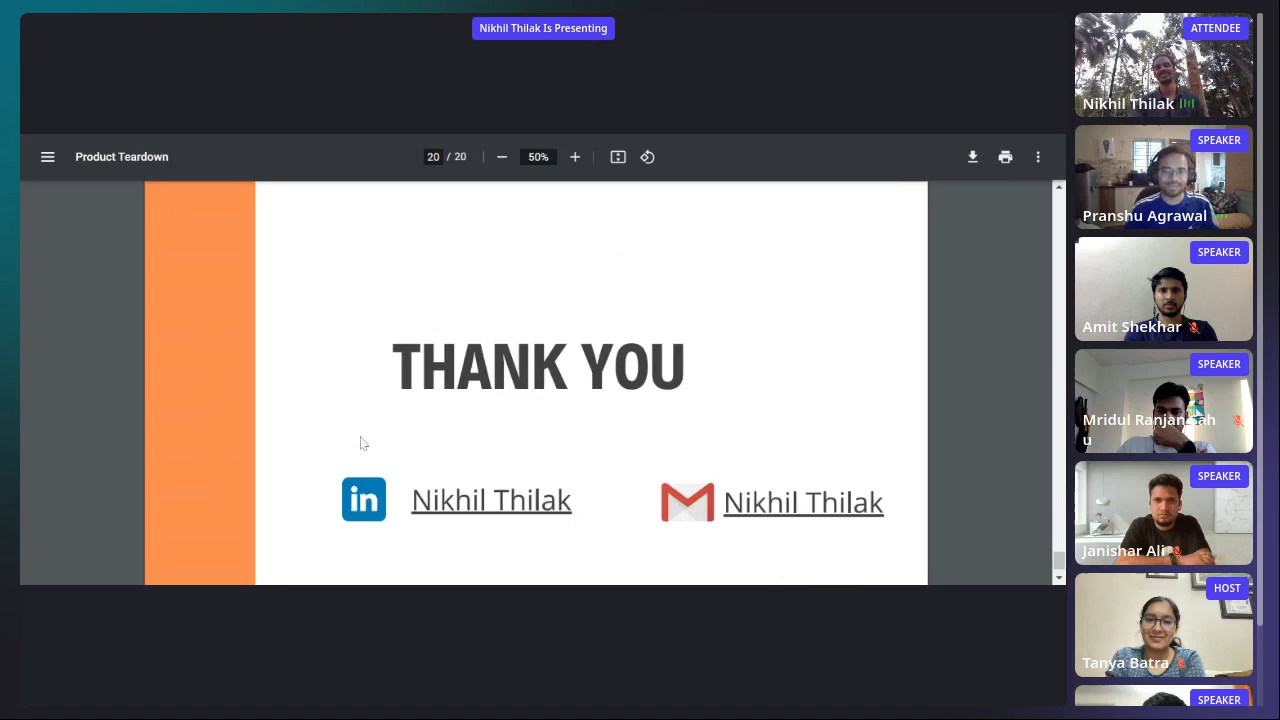 Nikhil Thilak Is Presenting
Product Teardown
20 / 20
50%
THANK YOU
in
Nikhil Thilak
Nikhil Thilak
ATTENDEE
Nikhil Thilak
SPEAKER
Pranshu Agrawal
SPEAKER
Amit Shekhar
SPEAKER
Mridul Ranjan Sah
u
SPEAKER
Janishar Ali
HOST
Tanya Batra
SPEAKER